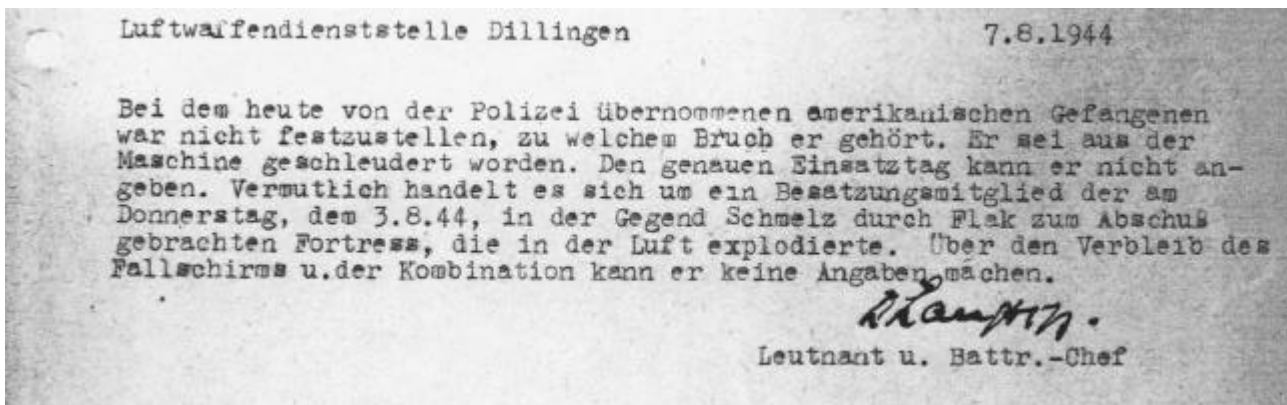 Luftwaffendienststelle Dillingen 7.8.1944
Bei dem heute von der Polizei übernommenen amerikanischen Gefangenen
war nicht festzustellen, zu welchem Bruch er gehört. Er sei aus der
Maschine geschleudert worden. Den genauen Einsatztag kann er nicht an-
geben. Vermutlich handelt es sich um ein Besatzungsmitglied der am
Donnerstag, dem 3.8.44, in der Gegend Schmelz durch Flak zum Abschuß
gebrachten Fortress, die in der Luft explodierte. Über den Verbleib des
Fallschirms u.der Kombination kann er keine Angaben machen.
Leutnant u. Battr.-Chef